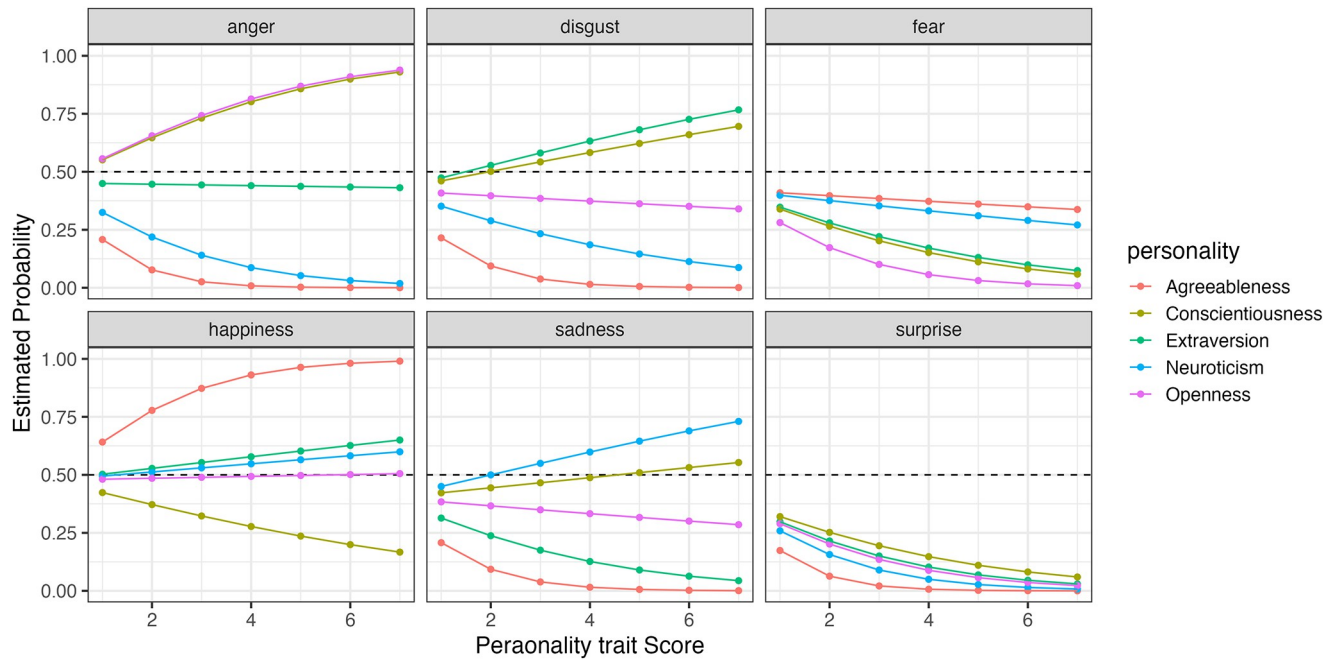 anger
disgust
fear
1.00
0.75
0.50
0.25
0.00
happiness
sadness
surprise
1.00
0.75
0.50
0.25
0.00
2 4 6
2 4 6
2 4 6
Peraonality trait Score
Estimated Probability
personality
Agreeableness
Conscientiousness
Extraversion
Neuroticism
Openness